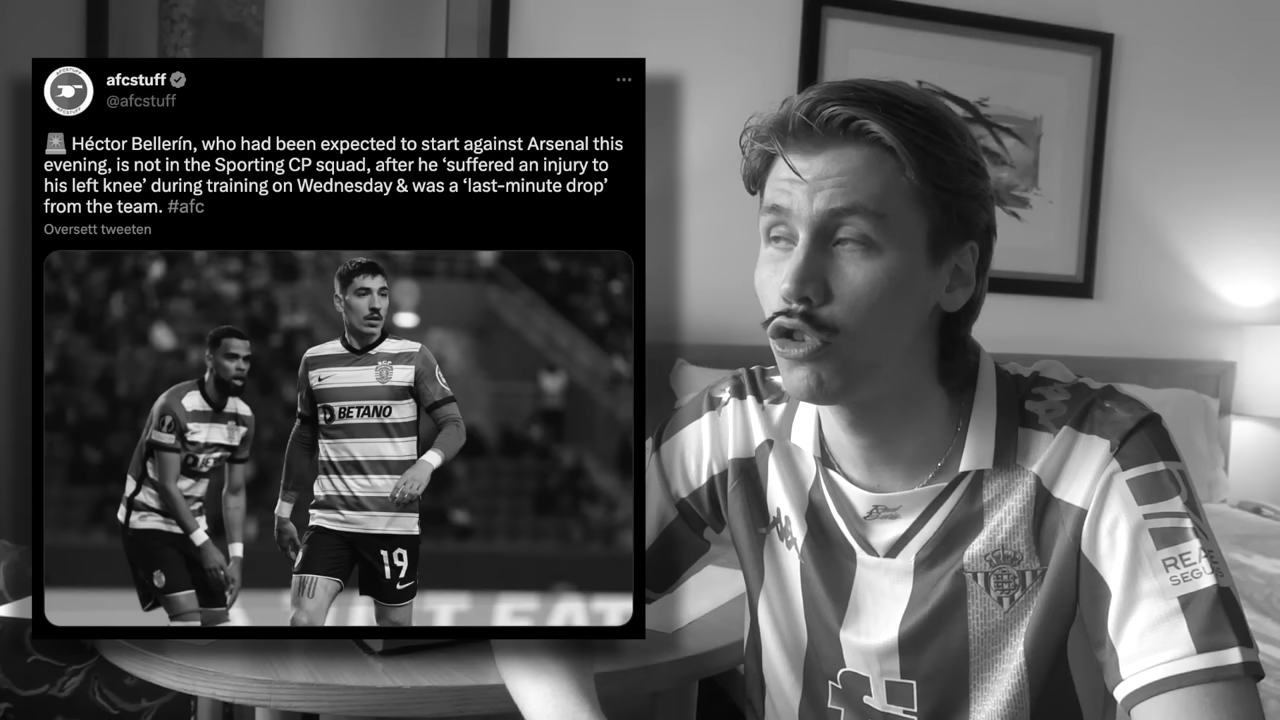 afcstuff
@afcstuff
🚨 Héctor Bellerín, who had been expected to start against Arsenal this
evening, is not in the Sporting CP squad, after he ‘suffered an injury to
his left knee’ during training on Wednesday & was a ‘last-minute drop’
from the team. #afc
Oversett tweeten
SCP
BETANO
19
REA
SEGU